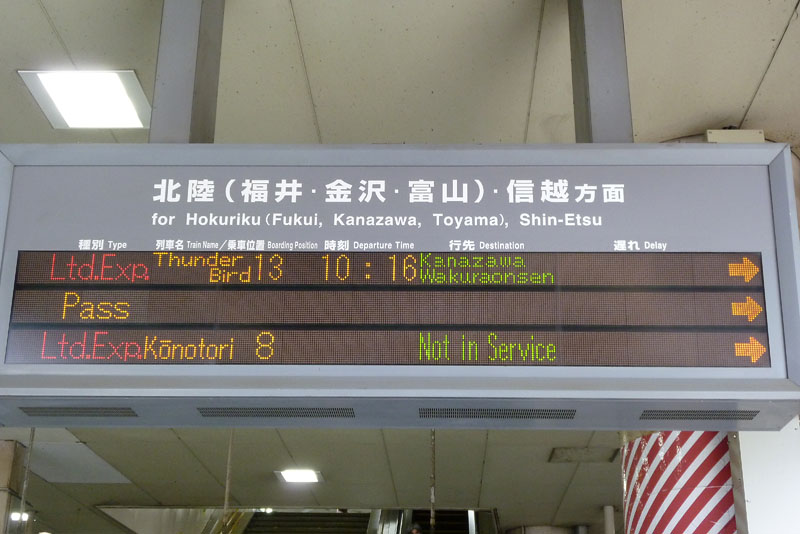 北陸(福井・金沢・富山)・信越方面
for Hokuriku (Fukui, Kanazawa, Toyama), Shin-Etsu
種別 Type 列車名 Train Name／乗車位置 Boarding Position 時刻 Departure Time 行先 Destination 遅れ Delay
Ltd.Exp. Thunder Bird 13 10:16 Kanazawa Wakuraonsen →
Pass →
Ltd.Exp. Kōnotori 8 Not in Service →